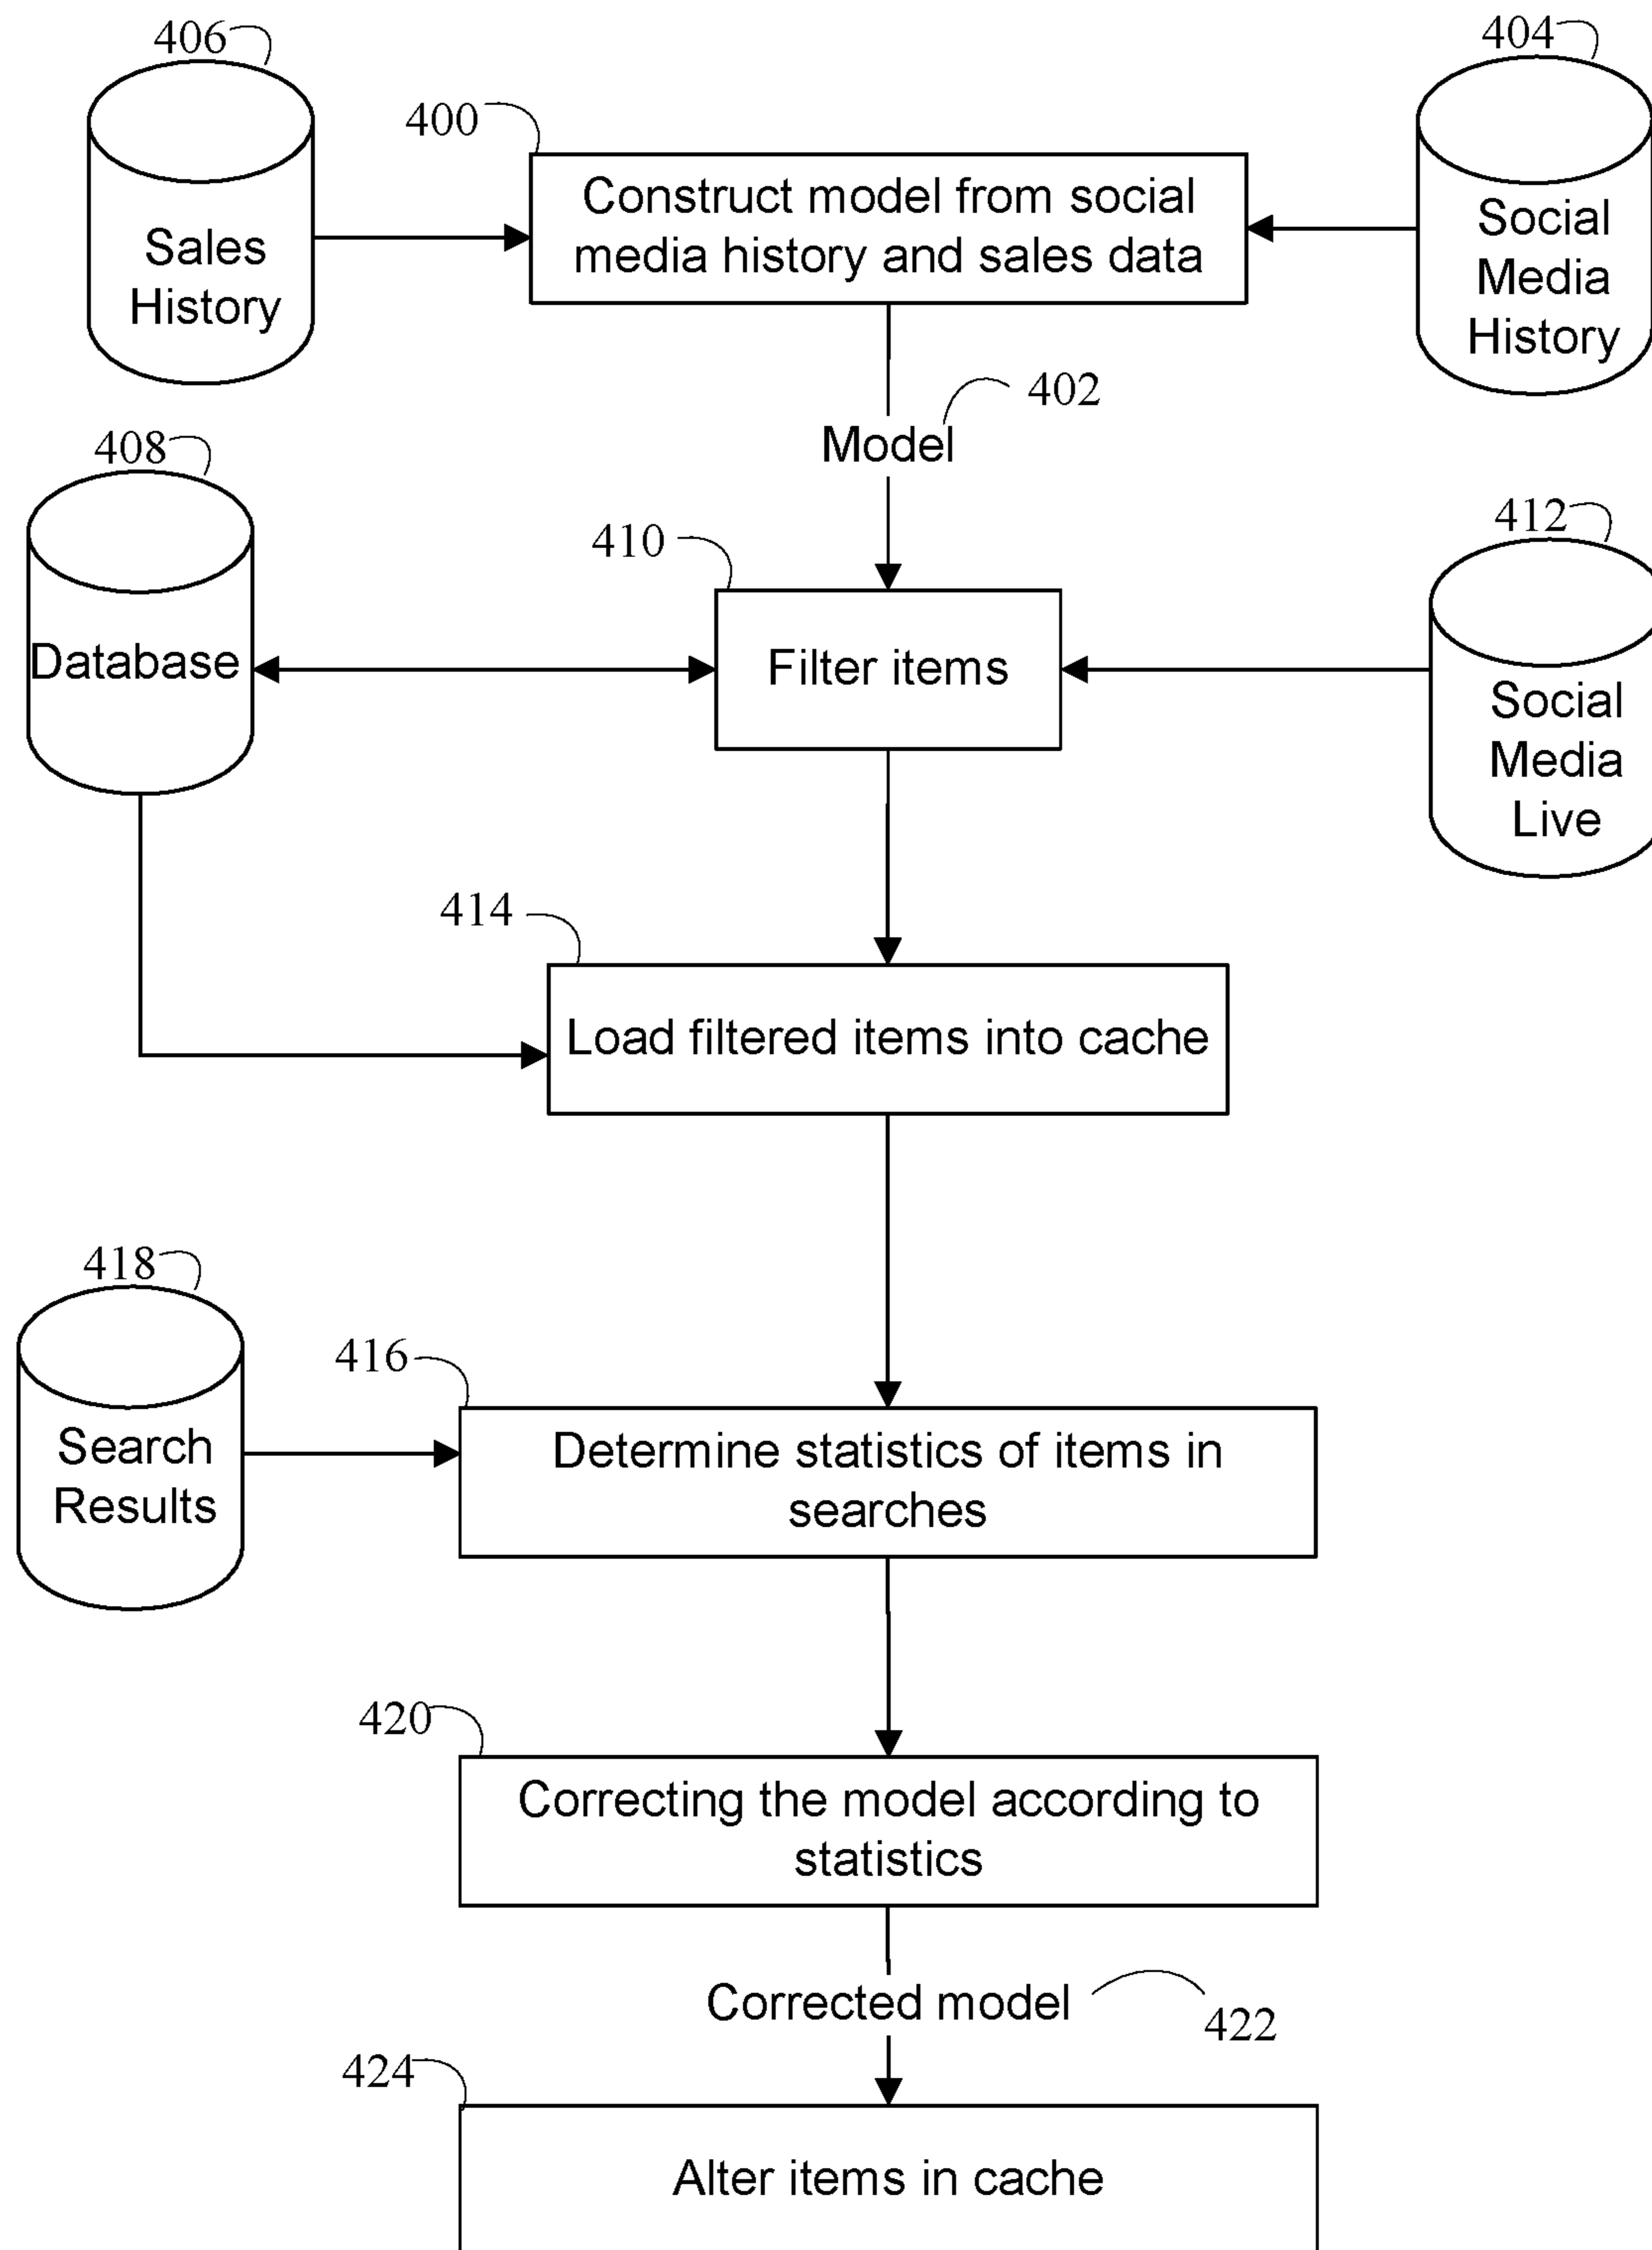 406
404
400
Construct model from social
media history and sales data
Sales
History
Social
Media
History
402
Model
408
412
410
Database
Filter items
Social
Media
Live
414
Load filtered items into cache
418
416
Search
Results
Determine statistics of items in
searches
420
Correcting the model according to
statistics
Corrected model
422
424
Alter items in cache